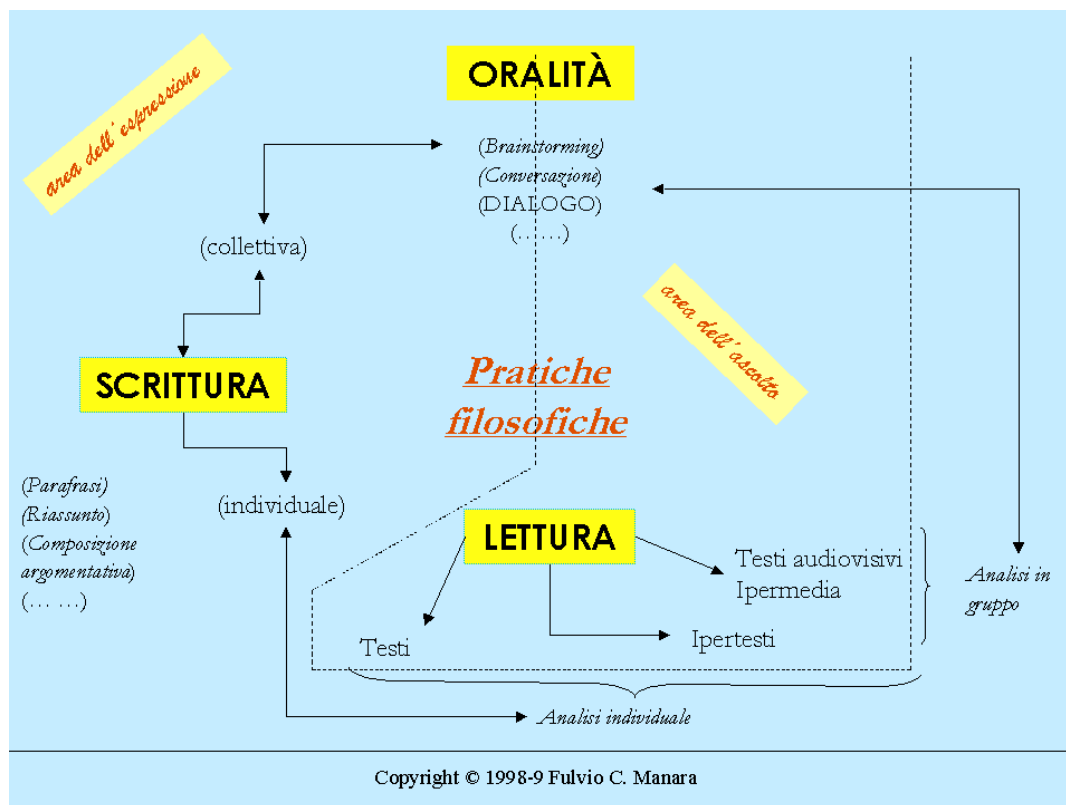 area dell' espressione
ORALITÀ
(Brainstorming)
(Conversazione)
(DIALOGO)
(……)
(collettiva)
area dell' ascolto
SCRITTURA
Pratiche
filosofiche
(Parafrasi)
(Riassunto)
(Composizione
argomentativa)
(… …)
(individuale)
LETTURA
Testi audiovisivi
Ipermedia
Analisi in
gruppo
Testi
Ipertesti
Analisi individuale
Copyright © 1998-9 Fulvio C. Manara